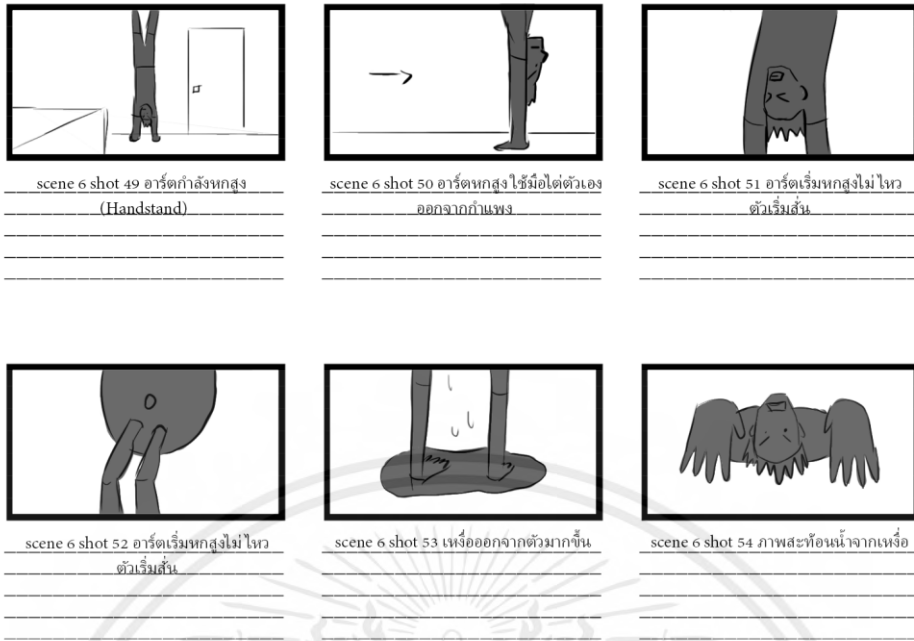 scene 6 shot 49 อาร์ตกำลังหกสูง
(Handstand)
scene 6 shot 50 อาร์ตหกสูง ใช้มือไต่ตัวเอง
ออกจากกำแพง
scene 6 shot 51 อาร์ตเริ่มหกสูงไม่ไหว
ตัวเริ่มสั่น
scene 6 shot 52 อาร์ตเริ่มหกสูงไม่ไหว
ตัวเริ่มสั่น
scene 6 shot 53 เหงื่อออกจากตัวมากขึ้น
scene 6 shot 54 ภาพสะท้อนน้ำจากเหงื่อ